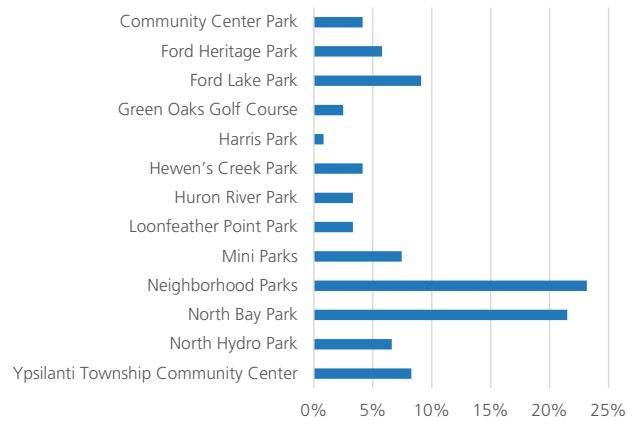 Community Center Park
Ford Heritage Park
Ford Lake Park
Green Oaks Golf Course
Harris Park
Hewen's Creek Park
Huron River Park
Loonfeather Point Park
Mini Parks
Neighborhood Parks
North Bay Park
North Hydro Park
Ypsilanti Township Community Center
0% 5% 10% 15% 20% 25%